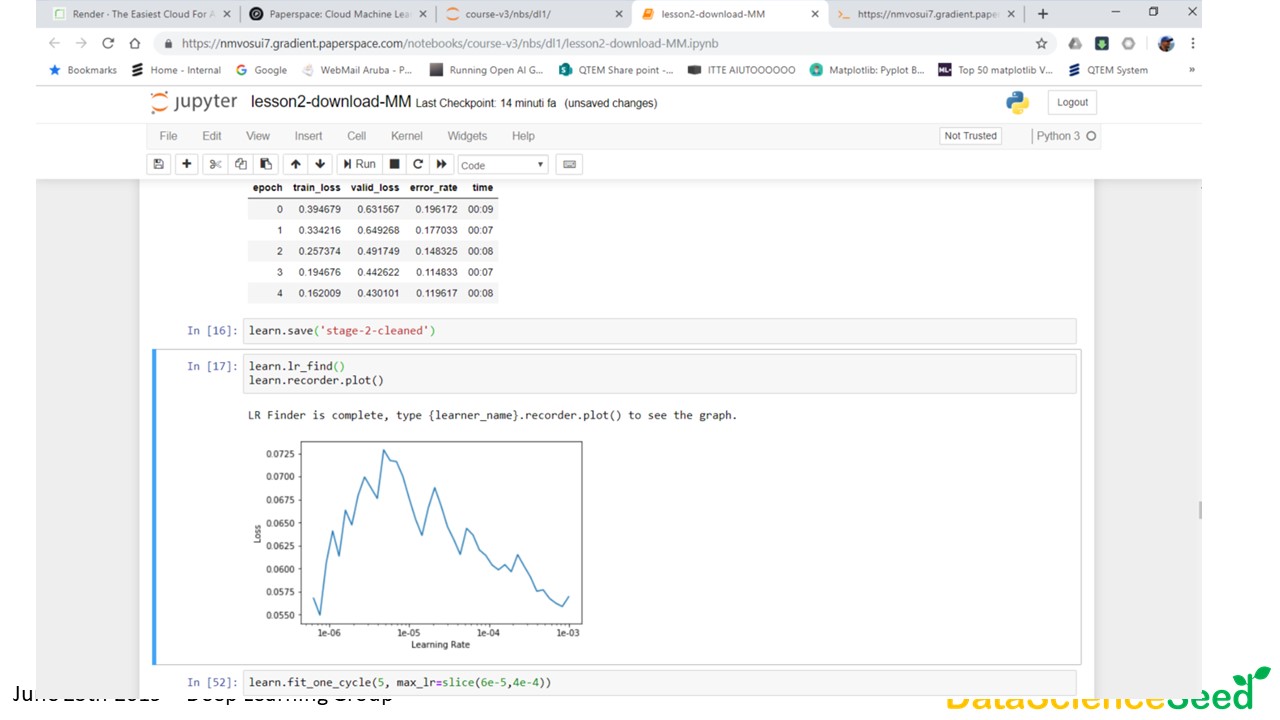 Render - The Easiest Cloud For A
Paperspace: Cloud Machine Lea
course-v3/nbs/dl1/
lesson2-download-MM
https://nmvosui7.gradient.pape
https://nmvosui7.gradient.paperspace.com/notebooks/course-v3/nbs/dl1/lesson2-download-MM.ipynb
Bookmarks
Home - Internal
Google
WebMail Aruba - P...
Running Open AI G...
QTEM Share point -...
ITTE AIUTOOOOOO
Matplotlib: Pyplot B...
ML+
Top 50 matplotlib V...
QTEM System
»
jupyter lesson2-download-MM Last Checkpoint: 14 minuti fa (unsaved changes)
Logout
File Edit View Insert Cell Kernel Widgets Help
Not Trusted
Python 3
Run
Code
epoch train_loss valid_loss error_rate time
0 0.394679 0.631567 0.196172 00:09
1 0.334216 0.649268 0.177033 00:07
2 0.257374 0.491749 0.148325 00:08
3 0.194676 0.442622 0.114833 00:07
4 0.162009 0.430101 0.119617 00:08
In [16]: learn.save('stage-2-cleaned')
In [17]: learn.lr_find()
learn.recorder.plot()
LR Finder is complete, type {learner_name}.recorder.plot() to see the graph.
0.0725
0.0700
0.0675
0.0650
0.0625
0.0600
0.0575
0.0550
Loss
1e-06 1e-05 1e-04 1e-03
Learning Rate
In [52]: learn.fit_one_cycle(5, max_lr=slice(6e-5,4e-4))
Deep Learning Group
DataScienceSeed